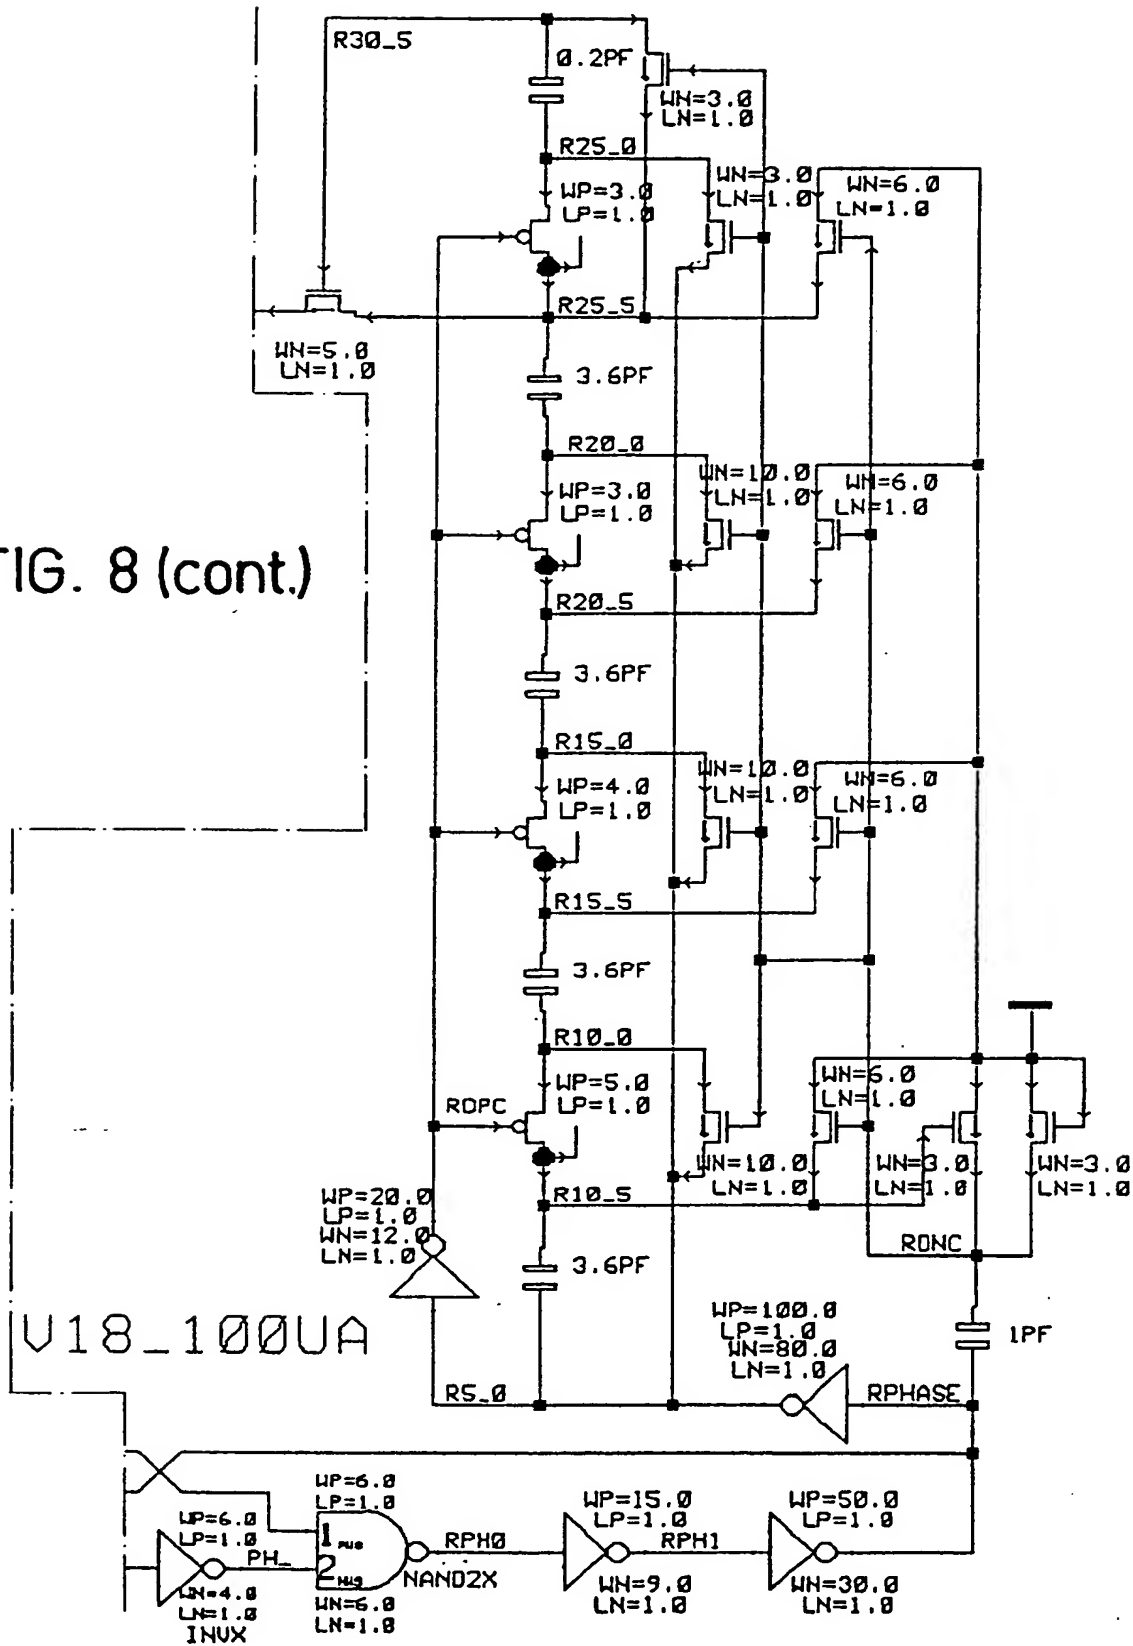 R30_5
0.2PF
WN=3.0
LN=1.0
R25_0
WP=3.0
LP=1.0
WN=3.0
LN=1.0
WN=6.0
LN=1.0
R25_5
WN=5.0
LN=1.0
3.6PF
R20_0
WP=3.0
LP=1.0
WN=10.0
LN=1.0
WN=6.0
LN=1.0
FIG. 8 (cont.)
R20_5
3.6PF
R15_0
WP=4.0
LP=1.0
WN=10.0
LN=1.0
WN=6.0
LN=1.0
R15_5
3.6PF
R10_0
WP=5.0
LP=1.0
RDPC
WN=6.0
LN=1.0
WN=10.0
LN=1.0
WN=3.0
LN=1.0
WN=3.0
LN=1.0
R10_5
WP=20.0
LP=1.0
WN=12.0
LN=1.0
RDNC
3.6PF
V18_100UA
WP=100.0
LP=1.0
WN=80.0
LN=1.0
1PF
R5_0
RPHASE
WP=6.0
LP=1.0
WP=6.0
LP=1.0
WP=15.0
LP=1.0
WP=50.0
LP=1.0
1
2
PH_
RPH0
RPH1
NAND2X
WN=4.0
LN=1.0
INVX
WN=6.0
LN=1.0
WN=9.0
LN=1.0
WN=30.0
LN=1.0